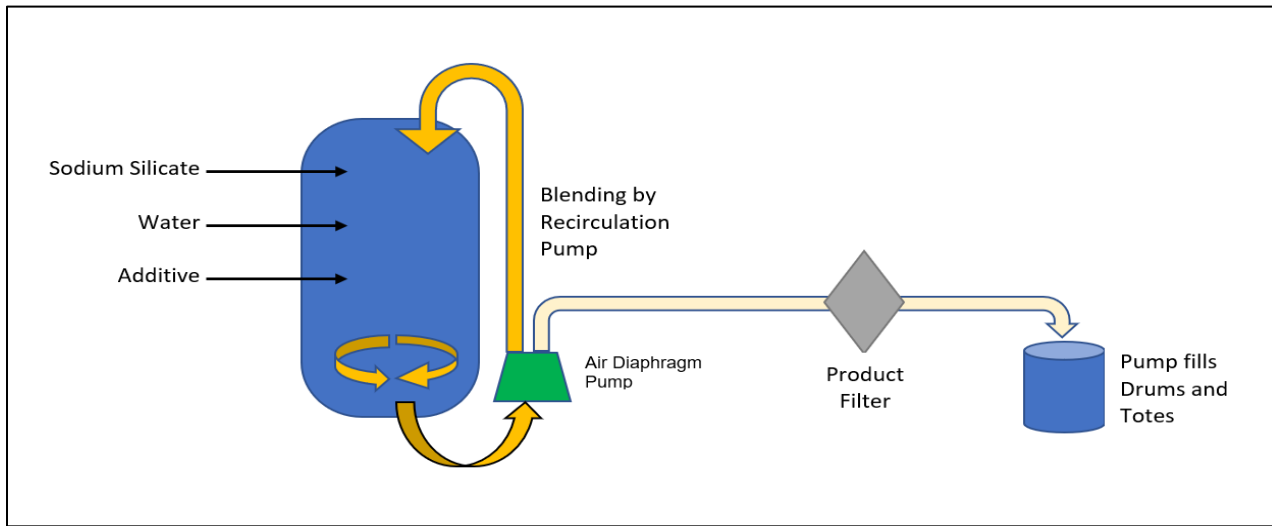 Sodium Silicate
Water
Additive
Blending by
Recirculation
Pump
Air Diaphragm
Pump
Product
Filter
Pump fills
Drums and
Totes